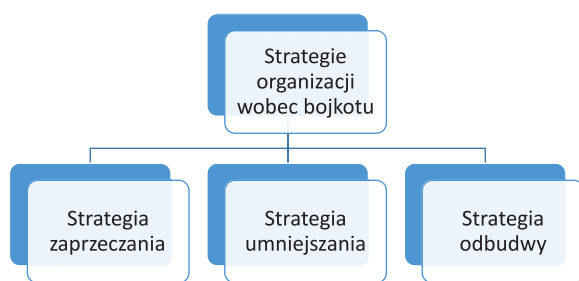 Strategie
organizacji
wobec bojkotu
Strategia
zaprzeczania
Strategia
umniejszania
Strategia
odbudwy